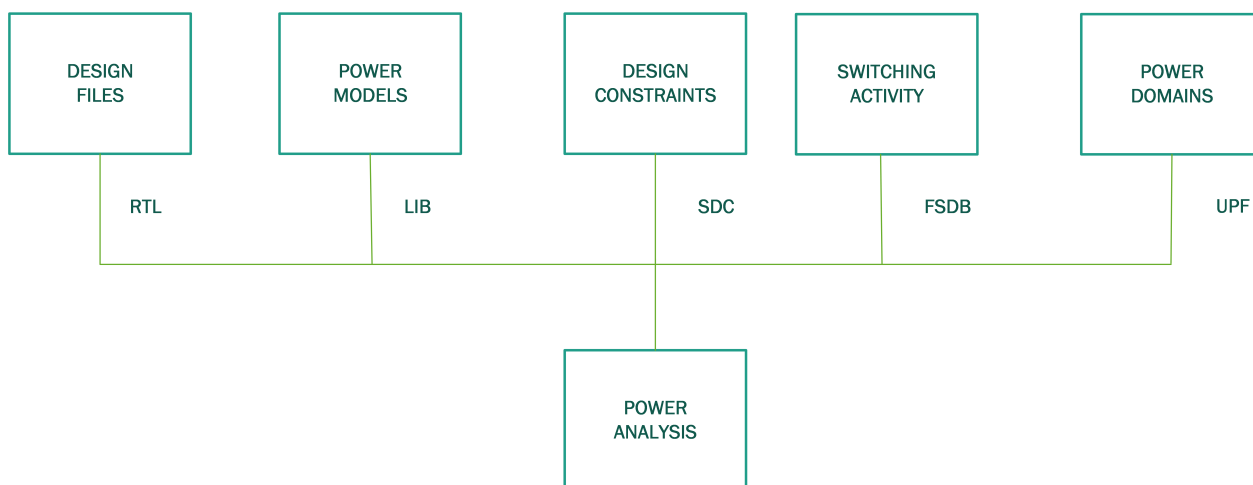 DESIGN
FILES
POWER
MODELS
DESIGN
CONSTRAINTS
SWITCHING
ACTIVITY
POWER
DOMAINS
RTL
LIB
SDC
FSDB
UPF
POWER
ANALYSIS